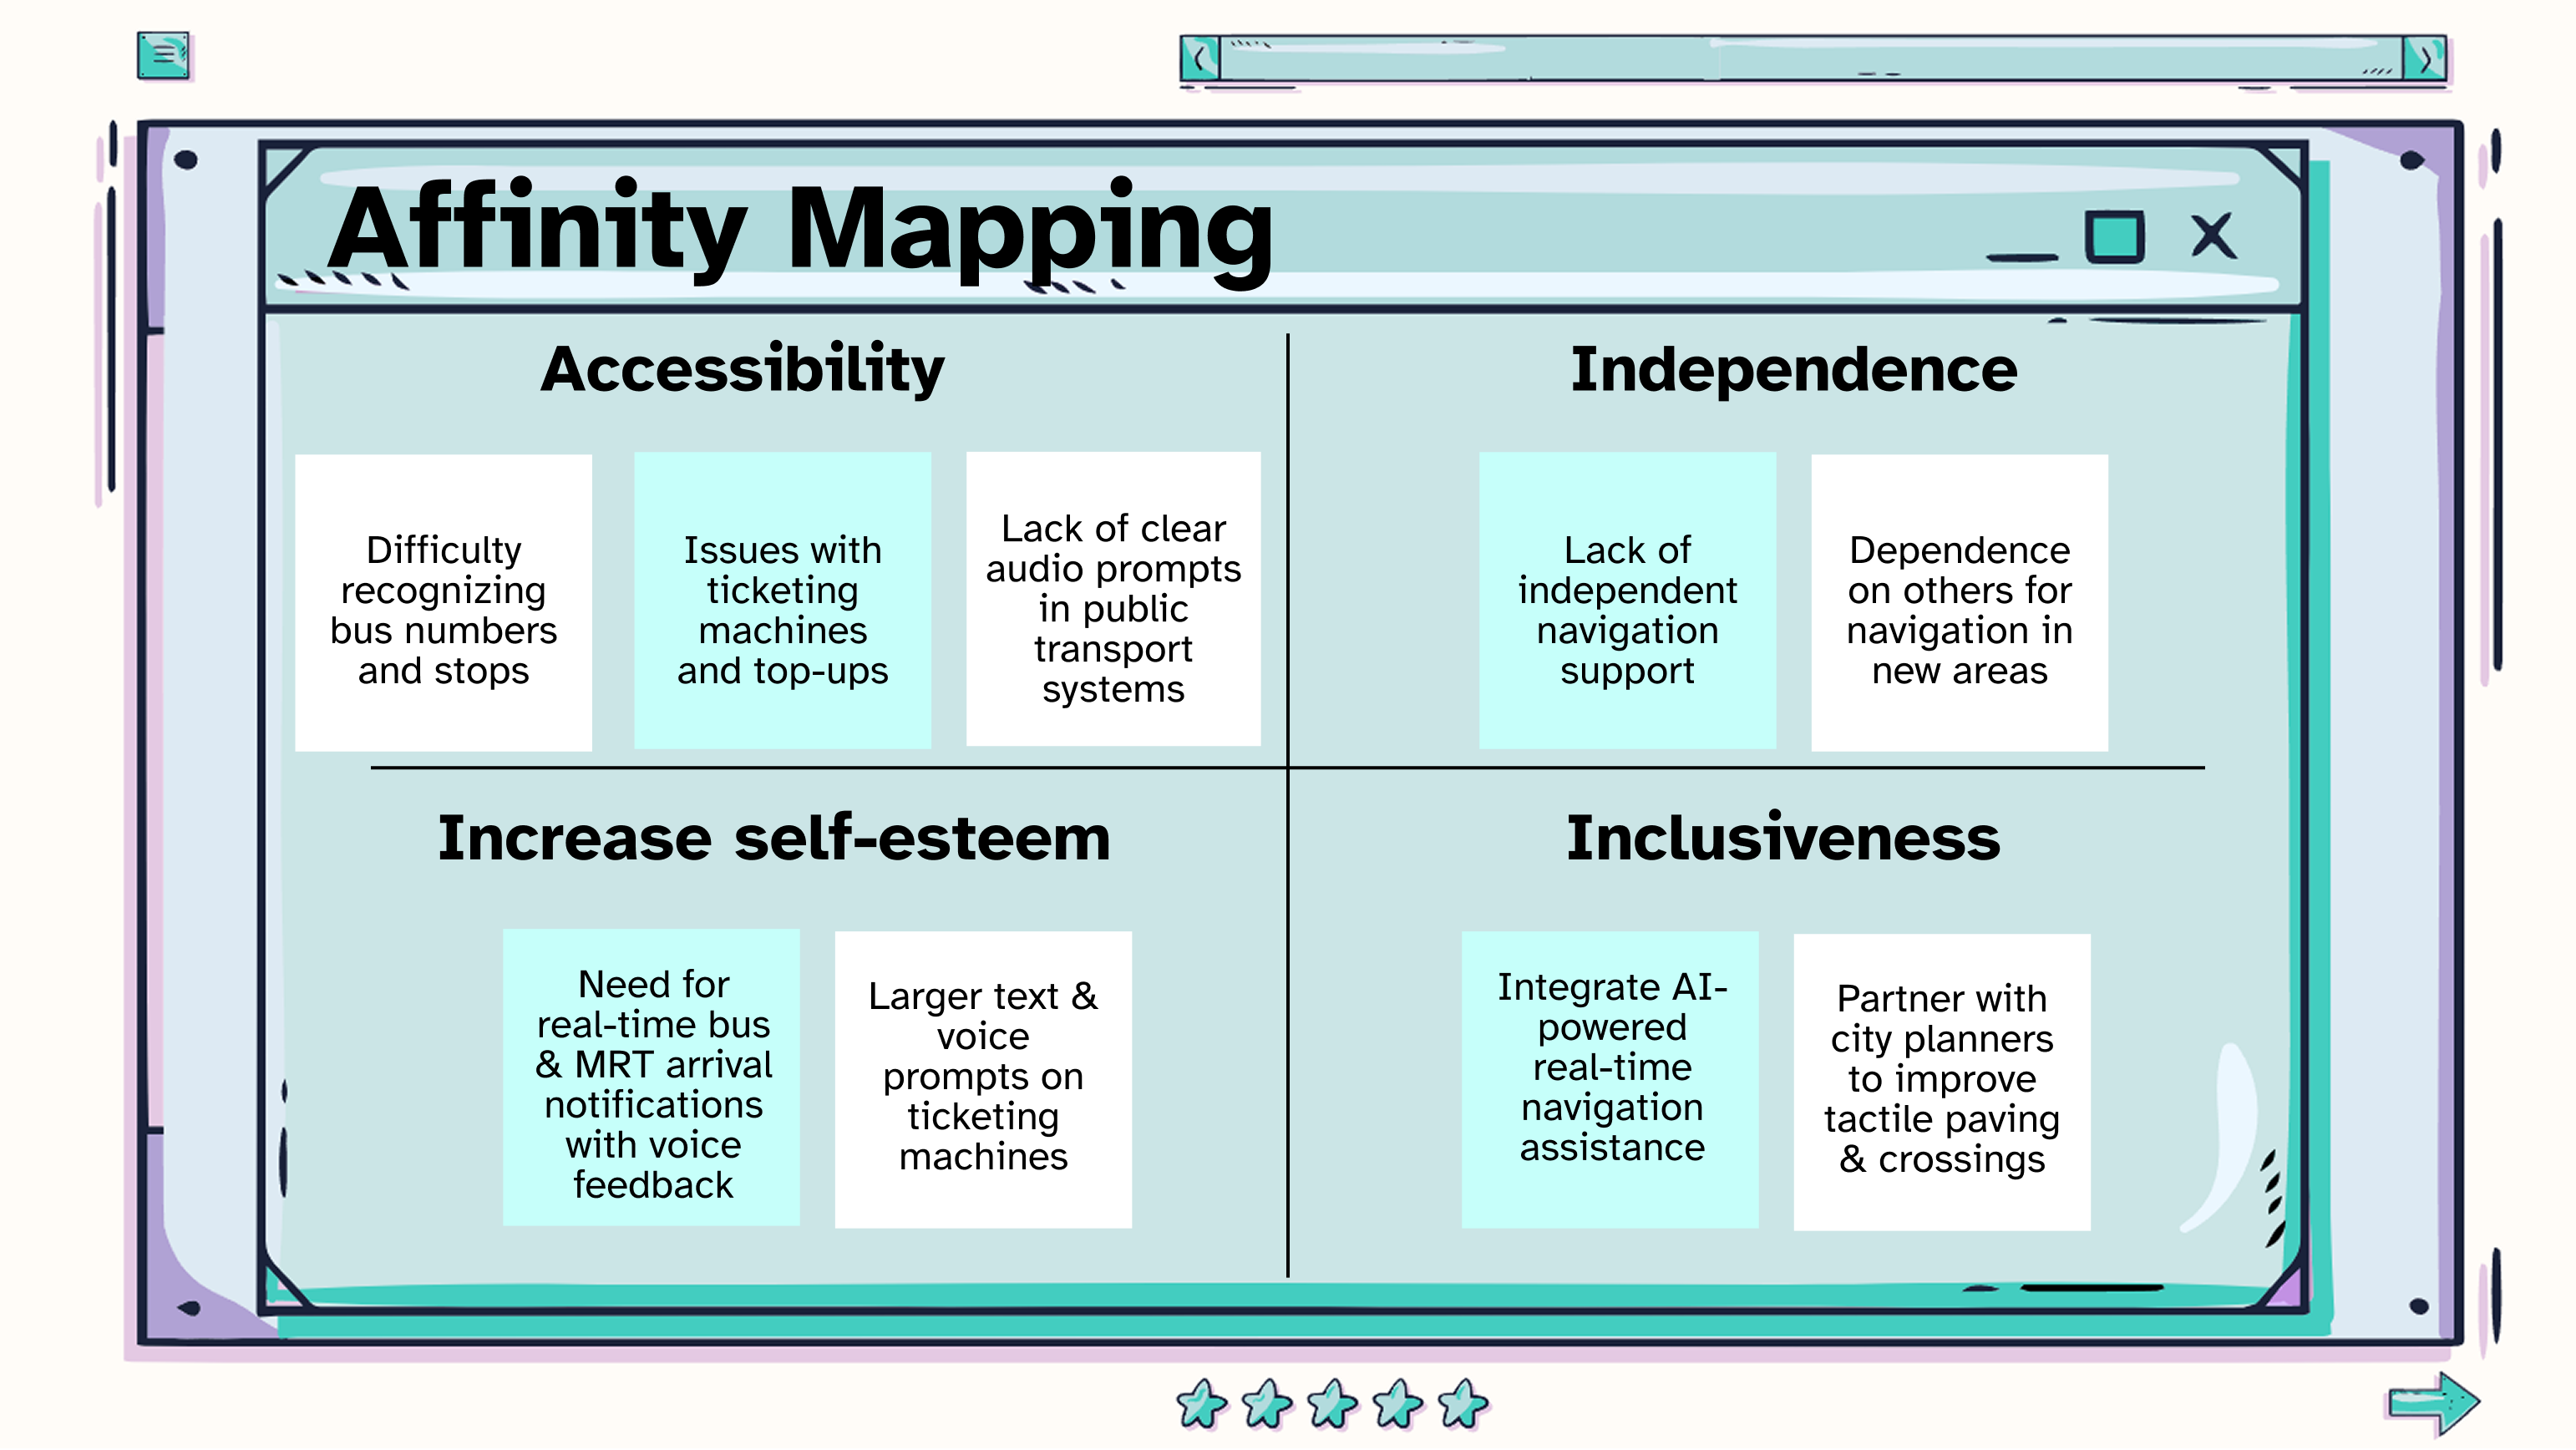 Affinity Mapping
Accessibility
Difficulty
recognizing
bus numbers
and stops
Issues with
ticketing
machines
and top-ups
Lack of clear
audio prompts
in public
transport
systems
Independence
Lack of
independent
navigation
support
Dependence
on others for
navigation in
new areas
Increase self-esteem
Need for
real-time bus
& MRT arrival
notifications
with voice
feedback
Larger text &
voice
prompts on
ticketing
machines
Inclusiveness
Integrate AI-
powered
real-time
navigation
assistance
Partner with
city planners
to improve
tactile paving
& crossings